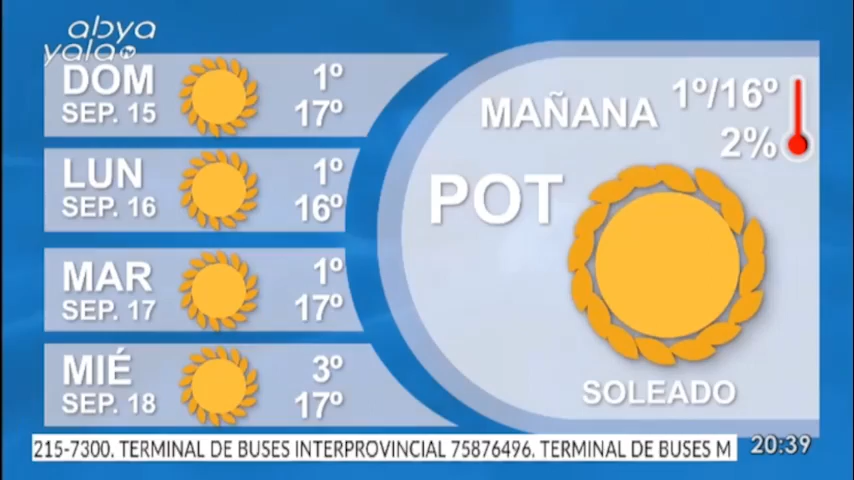 abya
yala tv
DOM
SEP. 15
1º
17º
LUN
SEP. 16
1º
16º
MAR
SEP. 17
1º
17º
MIÉ
SEP. 18
3º
17º
MAÑANA
1º/16º
2%
POT
SOLEADO
215-7300. TERMINAL DE BUSES INTERPROVINCIAL 75876496. TERMINAL DE BUSES M
20:39